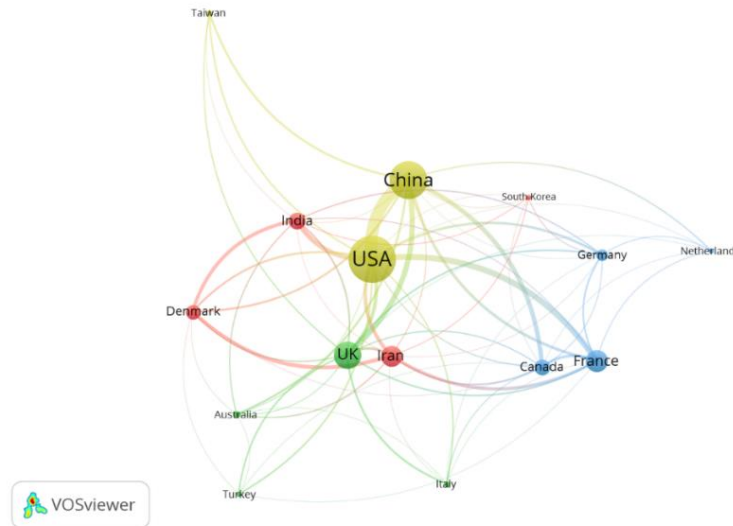 Taiwan
China
South Korea
India
USA
Germany
Netherland
Denmark
UK
Iran
Canada
France
Australia
Turkey
Italy
VOSviewer